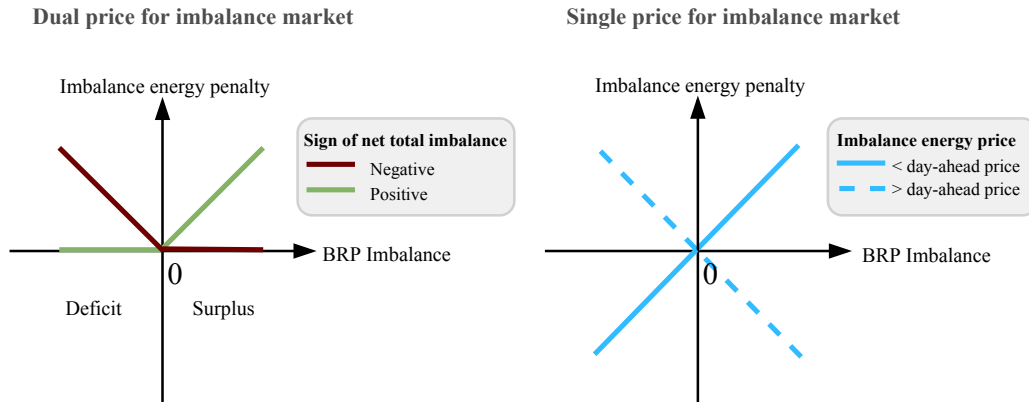 Dual price for imbalance market
Imbalance energy penalty
Sign of net total imbalance
Negative
Positive
BRP Imbalance
0
Deficit
Surplus
Single price for imbalance market
Imbalance energy penalty
Imbalance energy price
< day-ahead price
> day-ahead price
BRP Imbalance
0